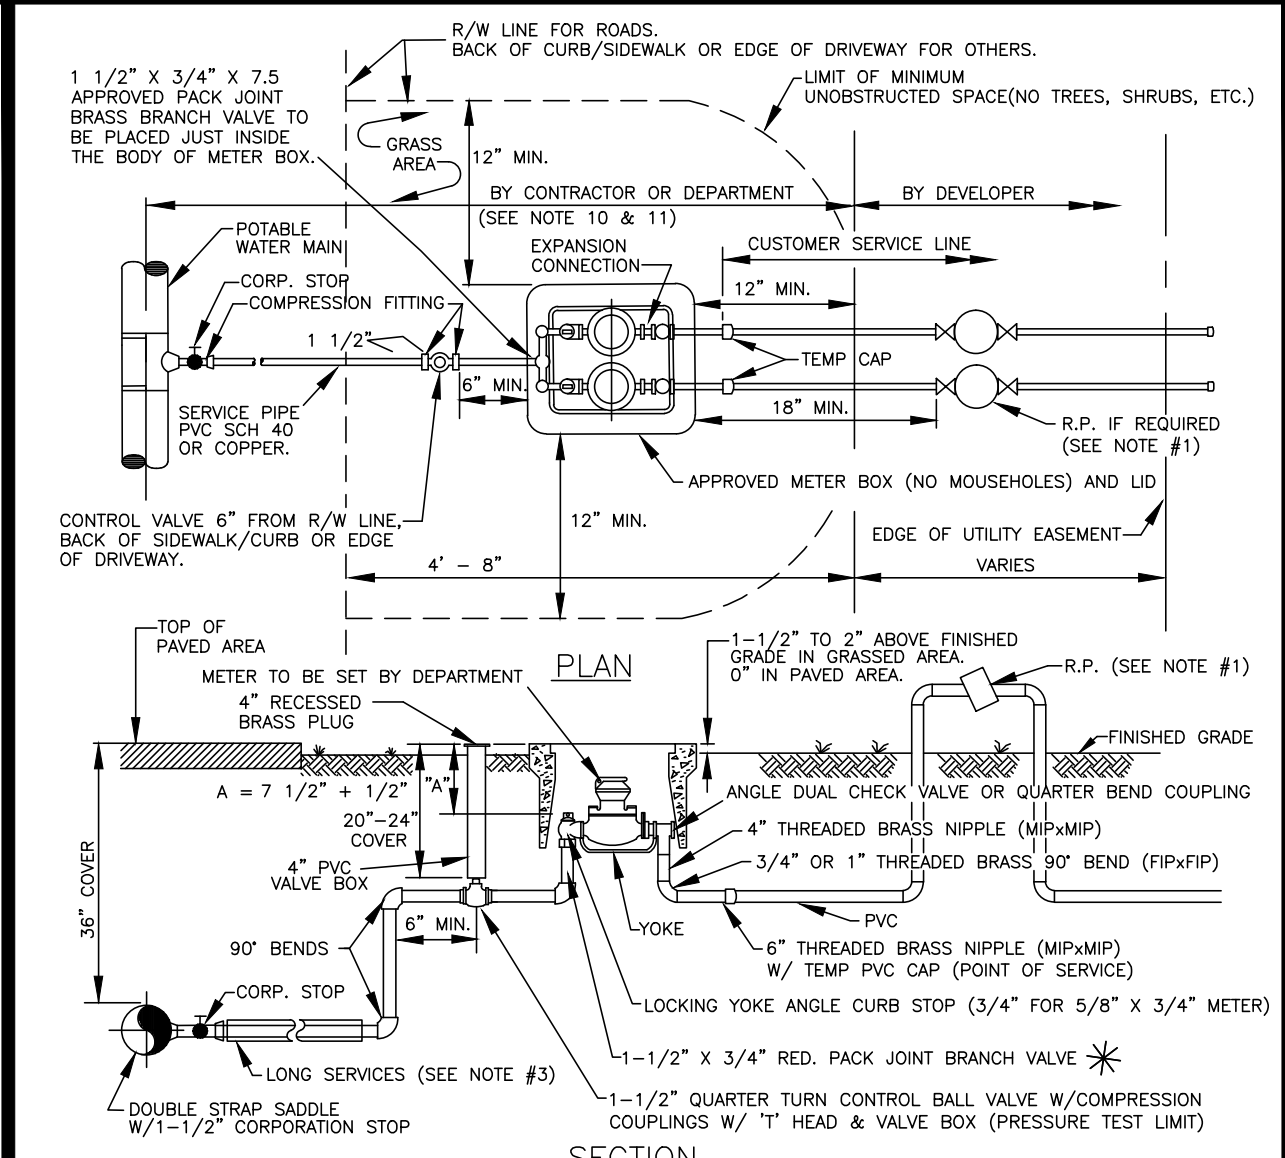 R/W LINE FOR ROADS.
BACK OF CURB/SIDEWALK OR EDGE OF DRIVEWAY FOR OTHERS.
1 1/2" X 3/4" X 7.5
APPROVED PACK JOINT
BRASS BRANCH VALVE TO
BE PLACED JUST INSIDE
THE BODY OF METER BOX.
LIMIT OF MINIMUM
UNOBSTRUCTED SPACE(NO TREES, SHRUBS, ETC.)
GRASS
AREA
12" MIN.
BY CONTRACTOR OR DEPARTMENT
(SEE NOTE 10 & 11)
BY DEVELOPER
POTABLE
WATER MAIN
EXPANSION
CONNECTION
CUSTOMER SERVICE LINE
CORP. STOP
COMPRESSION FITTING
12" MIN.
1 1/2"
TEMP CAP
6" MIN.
18" MIN.
SERVICE PIPE
PVC SCH 40
OR COPPER.
R.P. IF REQUIRED
(SEE NOTE #1)
APPROVED METER BOX (NO MOUSEHOLES) AND LID
CONTROL VALVE 6" FROM R/W LINE,
BACK OF SIDEWALK/CURB OR EDGE
OF DRIVEWAY.
12" MIN.
EDGE OF UTILITY EASEMENT
4' - 8"
VARIES
TOP OF
PAVED AREA
PLAN
1-1/2" TO 2" ABOVE FINISHED
GRADE IN GRASSED AREA.
0" IN PAVED AREA.
METER TO BE SET BY DEPARTMENT
R.P. (SEE NOTE #1)
4" RECESSED
BRASS PLUG
FINISHED GRADE
"A"
A = 7 1/2" + 1/2"
ANGLE DUAL CHECK VALVE OR QUARTER BEND COUPLING
20"-24"
COVER
4" THREADED BRASS NIPPLE (MIPxMIP)
3/4" OR 1" THREADED BRASS 90° BEND (FIPxFIP)
4" PVC
VALVE BOX
36" COVER
6" MIN.
YOKE
PVC
90° BENDS
6" THREADED BRASS NIPPLE (MIPxMIP)
W/ TEMP PVC CAP (POINT OF SERVICE)
CORP. STOP
LOCKING YOKE ANGLE CURB STOP (3/4" FOR 5/8" X 3/4" METER)
1-1/2" X 3/4" RED. PACK JOINT BRANCH VALVE
LONG SERVICES (SEE NOTE #3)
1-1/2" QUARTER TURN CONTROL BALL VALVE W/COMPRESSION
COUPLINGS W/ 'T' HEAD & VALVE BOX (PRESSURE TEST LIMIT)
DOUBLE STRAP SADDLE
W/1-1/2" CORPORATION STOP
SECTION